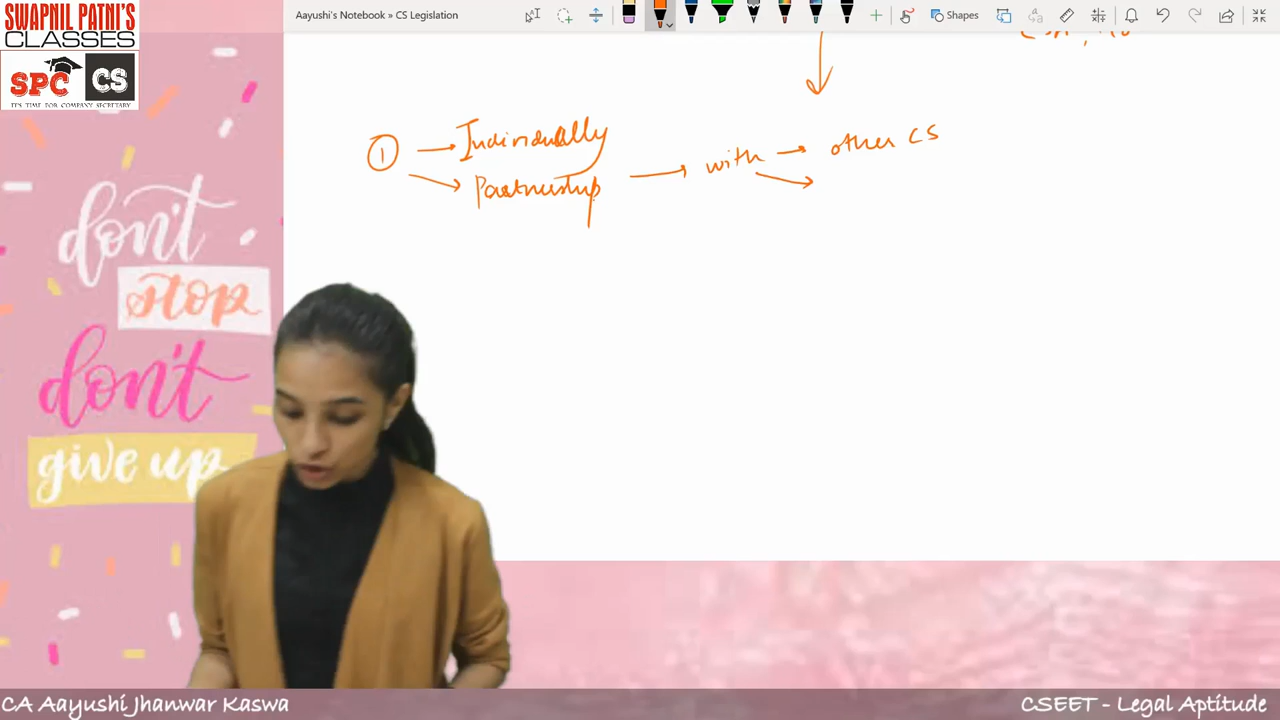 SWAPNIL PATNI'S
CLASSES
SPC CS
IT'S TIME FOR COMPANY SECRETARY
Aayushi's Notebook » CS Legislation
Shapes
① → Individually
→ Partnership → with → other CS
→
don't
stop
don't
give up
CA Aayushi Jhanwar Kaswa
CSEET - Legal Aptitude